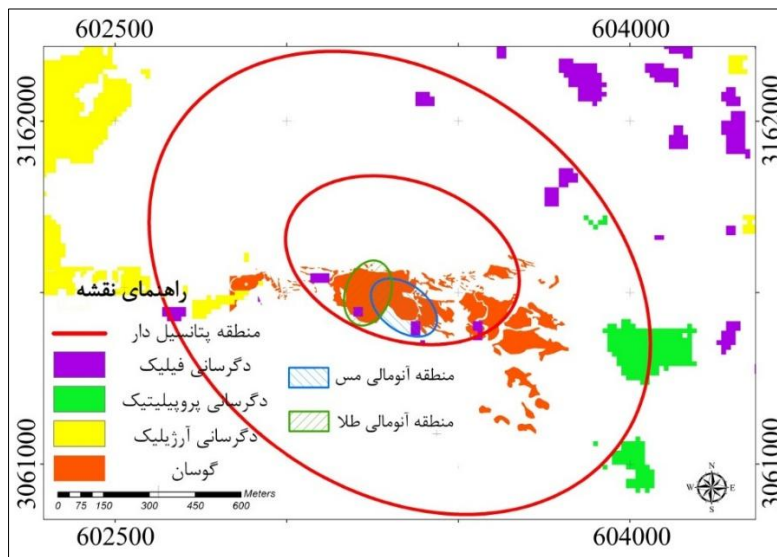 602500 604000
3162000
3061000
راهنمای نقشه
منطقه پتانسیل دار
دگرسانی فیلیک
دگرسانی پروپیلیتیک
دگرسانی آرژیلیک
گوسان
منطقه آنومالی مس
منطقه آنومالی طلا
Meters
0 75 150 300 450 600
N
W E
S
3162000
3061000
602500 604000